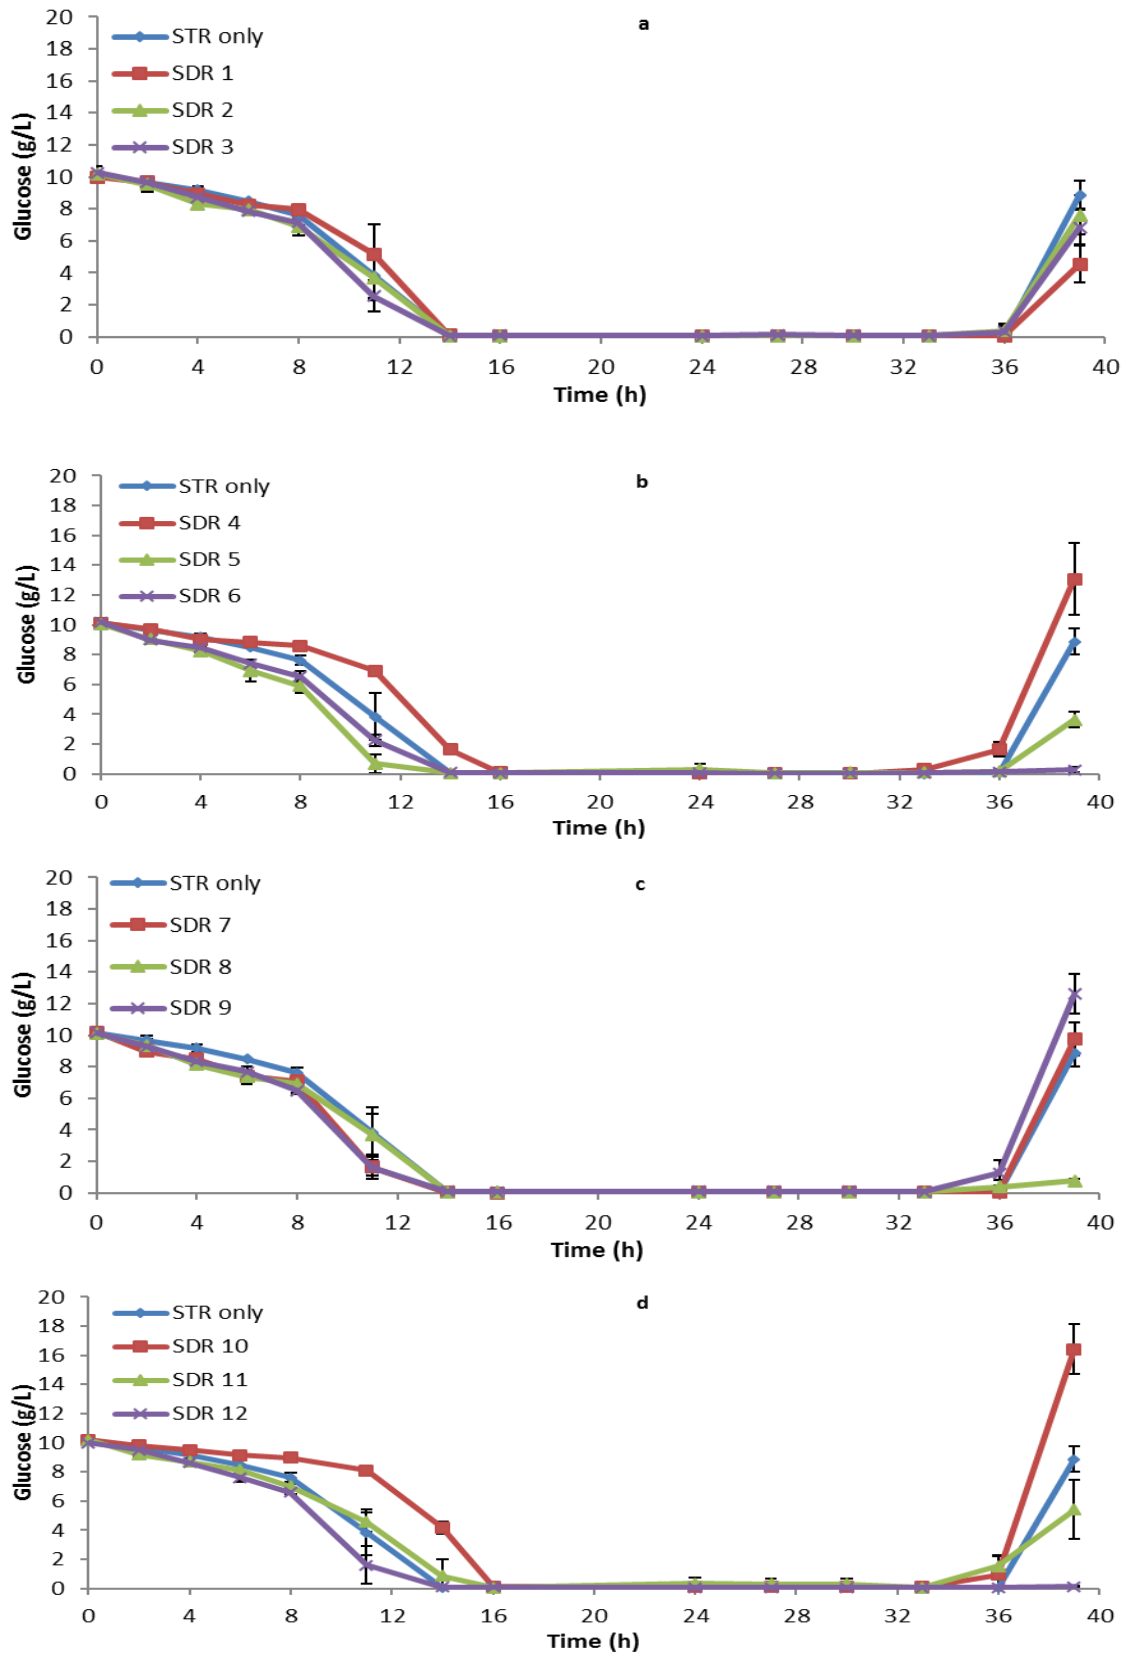 a
20
18
16
14
12
10
8
6
4
2
0
Glucose (g/L)
STR only
SDR 1
SDR 2
SDR 3
0 4 8 12 16 20 24 28 32 36 40
Time (h)
b
20
18
16
14
12
10
8
6
4
2
0
Glucose (g/L)
STR only
SDR 4
SDR 5
SDR 6
0 4 8 12 16 20 24 28 32 36 40
Time (h)
c
20
18
16
14
12
10
8
6
4
2
0
Glucose (g/L)
STR only
SDR 7
SDR 8
SDR 9
0 4 8 12 16 20 24 28 32 36 40
Time (h)
d
20
18
16
14
12
10
8
6
4
2
0
Glucose (g/L)
STR only
SDR 10
SDR 11
SDR 12
0 4 8 12 16 20 24 28 32 36 40
Time (h)